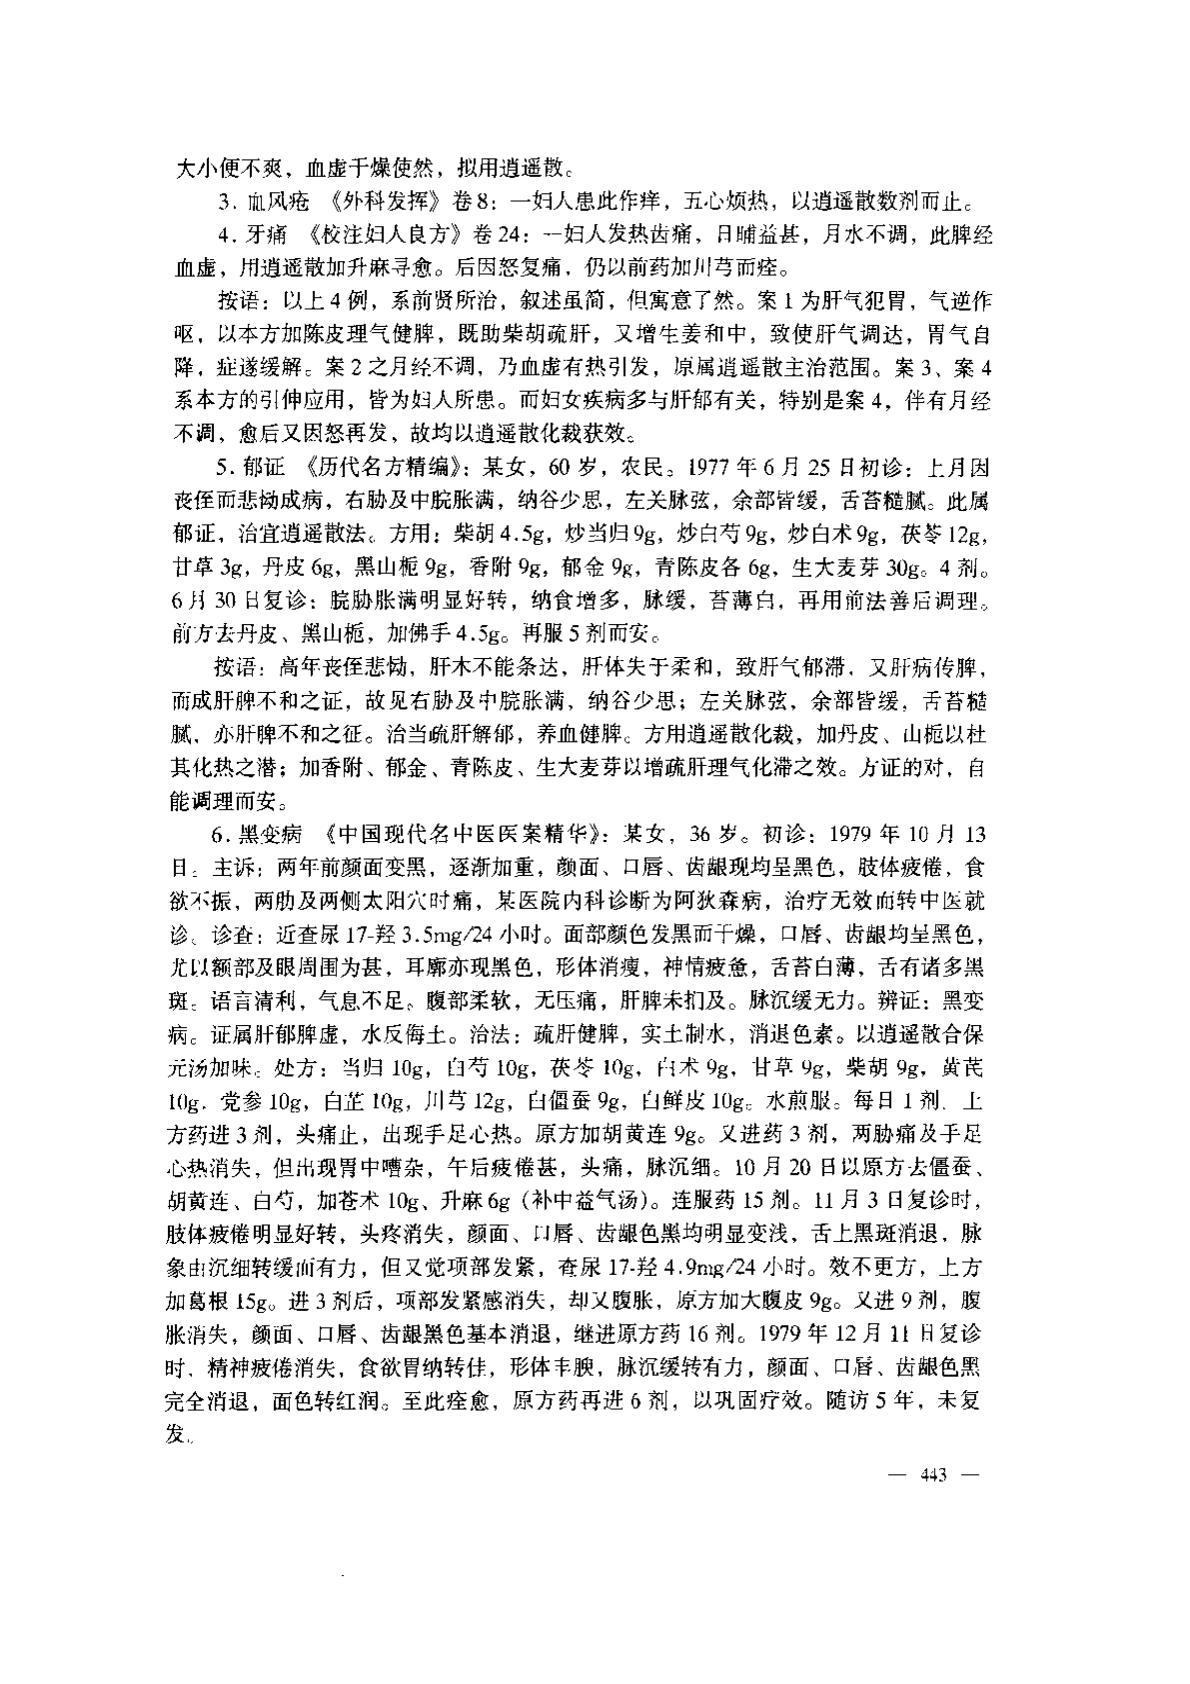 大小便不爽，血虚干燥使然，拟用逍遥散。
3. 血风疮 《外科发挥》卷8：一妇人患此作痒，五心烦热，以逍遥散数剂而止。
4. 牙痛 《校注妇人良方》卷24：一妇人发热齿痛，日晡益甚，月水不调，此脾经
血虚，用逍遥散加升麻寻愈。后因怒复痛，仍以前药加川芎而痊。
按语：以上4例，系前贤所治，叙述虽简，但寓意了然。案1为肝气犯胃，气逆作
呕，以本方加陈皮理气健脾，既助柴胡疏肝，又增生姜和中，致使肝气调达，胃气自
降，症遂缓解。案2之月经不调，乃血虚有热引发，原属逍遥散主治范围。案3、案4
系本方的引伸应用，皆为妇人所患。而妇女疾病多与肝郁有关，特别是案4，伴有月经
不调，愈后又因怒再发，故均以逍遥散化裁获效。
5. 郁证 《历代名方精编》：某女，60岁，农民。1977年6月25日初诊：上月因
丧侄而悲恸成病，右胁及中脘胀满，纳谷少思，左关脉弦，余部皆缓，舌苔糙腻。此属
郁证，治宜逍遥散法。方用：柴胡4.5g，炒当归9g，炒白芍9g，炒白术9g，茯苓12g，
甘草3g，丹皮6g，黑山栀9g，香附9g，郁金9g，青陈皮各6g，生大麦芽30g。4剂。
6月30日复诊：脘胁胀满明显好转，纳食增多，脉缓，苔薄白，再用前法善后调理。
前方去丹皮、黑山栀，加佛手4.5g。再服5剂而安。
按语：高年丧侄悲恸，肝木不能条达，肝体失于柔和，致肝气郁滞，又肝病传脾，
而成肝脾不和之证，故见右胁及中脘胀满，纳谷少思；左关脉弦，余部皆缓，舌苔糙
腻，亦肝脾不和之征。治当疏肝解郁，养血健脾。方用逍遥散化裁，加丹皮、山栀以杜
其化热之潜；加香附、郁金、青陈皮、生大麦芽以增疏肝理气化滞之效。方证的对，自
能调理而安。
6. 黑变病 《中国现代名中医医案精华》：某女，36岁。初诊：1979年10月13
日。主诉：两年前颜面变黑，逐渐加重，颜面、口唇、齿龈现均呈黑色，肢体疲倦，食
欲不振，两肋及两侧太阳穴时痛，某医院内科诊断为阿狄森病，治疗无效而转中医就
诊。诊查：近查尿17-羟3.5mg/24小时。面部颜色发黑而干燥，口唇、齿龈均呈黑色，
尤以额部及眼周围为甚，耳廓亦现黑色，形体消瘦，神情疲惫，舌苔白薄，舌有诸多黑
斑。语言清利，气息不足。腹部柔软，无压痛，肝脾未扪及。脉沉缓无力。辨证：黑变
病。证属肝郁脾虚，水反侮土。治法：疏肝健脾，实土制水，消退色素。以逍遥散合保
元汤加味。处方：当归10g，白芍10g，茯苓10g，白术9g，甘草9g，柴胡9g，黄芪
10g，党参10g，白芷10g，川芎12g，白僵蚕9g，白鲜皮10g。水煎服。每日1剂。上
方药进3剂，头痛止，出现手足心热。原方加胡黄连9g。又进药3剂，两胁痛及手足
心热消失，但出现胃中嘈杂，午后疲倦甚，头痛，脉沉细。10月20日以原方去僵蚕、
胡黄连、白芍，加苍术10g、升麻6g（补中益气汤）。连服药15剂。11月3日复诊时，
肢体疲倦明显好转，头疼消失，颜面、口唇、齿龈色黑均明显变浅，舌上黑斑消退，脉
象由沉细转缓而有力，但又觉项部发紧，查尿17-羟4.9mg/24小时。效不更方，上方
加葛根15g。进3剂后，项部发紧感消失，却又腹胀，原方加大腹皮9g。又进9剂，腹
胀消失，颜面、口唇、齿龈黑色基本消退，继进原方药16剂。1979年12月11日复诊
时，精神疲倦消失，食欲胃纳转佳，形体丰腴，脉沉缓转有力，颜面、口唇、齿龈色黑
完全消退，面色转红润。至此痊愈，原方药再进6剂，以巩固疗效。随访5年，未复
发。
— 443 —